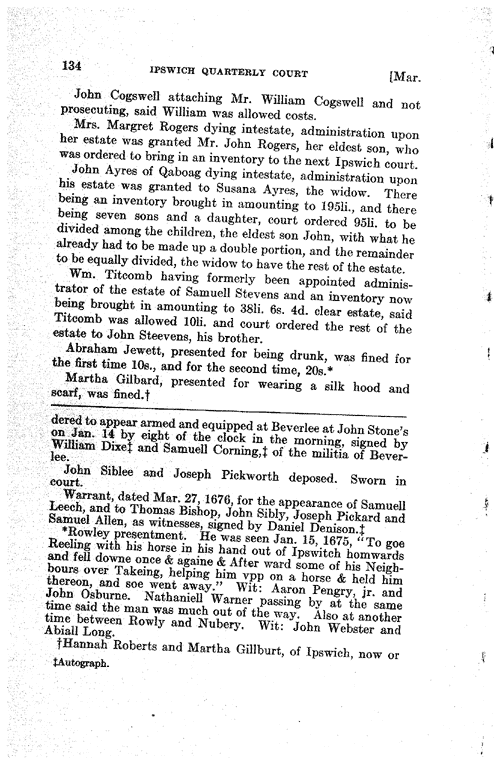 134 IPSWICH QUARTERLY COURT [Mar.
John Cogswell attaching Mr. William Cogswell and not
prosecuting, said William was allowed costs.
Mrs. Margret Rogers dying intestate, administration upon
her estate was granted Mr. John Rogers, her eldest son, who
was ordered to bring in an inventory to the next Ipswich court.
John Ayres of Qaboag dying intestate, administration upon
his estate was granted to Susana Ayres, the widow. There
being an inventory brought in amounting to 195li., and there
being seven sons and a daughter, court ordered 95li. to be
divided among the children, the eldest son John, with what he
already had to be made up a double portion, and the remainder
to be equally divided, the widow to have the rest of the estate.
Wm. Titcomb having formerly been appointed adminis-
trator of the estate of Samuell Stevens and an inventory now
being brought in amounting to 38li. 6s. 4d. clear estate, said
Titcomb was allowed 10li. and court ordered the rest of the
estate to John Steevens, his brother.
Abraham Jewett, presented for being drunk, was fined for
the first time 10s., and for the second time, 20s.*
Martha Gilbard, presented for wearing a silk hood and
scarf, was fined.†
dered to appear armed and equipped at Beverlee at John Stone's
on Jan. 14 by eight of the clock in the morning, signed by
William Dixe‡ and Samuell Corning,‡ of the militia of Bever-
lee.
John Siblee and Joseph Pickworth deposed. Sworn in
court.
Warrant, dated Mar. 27, 1676, for the appearance of Samuell
Leech, and to Thomas Bishop, John Sibly, Joseph Pickard and
Samuel Allen, as witnesses, signed by Daniel Denison.‡
*Rowley presentment. He was seen Jan. 15, 1675, "To goe
Reeling with his horse in his hand out of Ipswitch homwards
and fell downe once & againe & After ward some of his Neigh-
bours over Takeing, helping him vpp on a horse & held him
thereon, and soe went away." Wit: Aaron Pengry, jr. and
John Osburne. Nathaniell Warner passing by at the same
time said the man was much out of the way. Also at another
time between Rowly and Nubery. Wit: John Webster and
Abiall Long.
†Hannah Roberts and Martha Gillburt, of Ipswich, now or
‡Autograph.